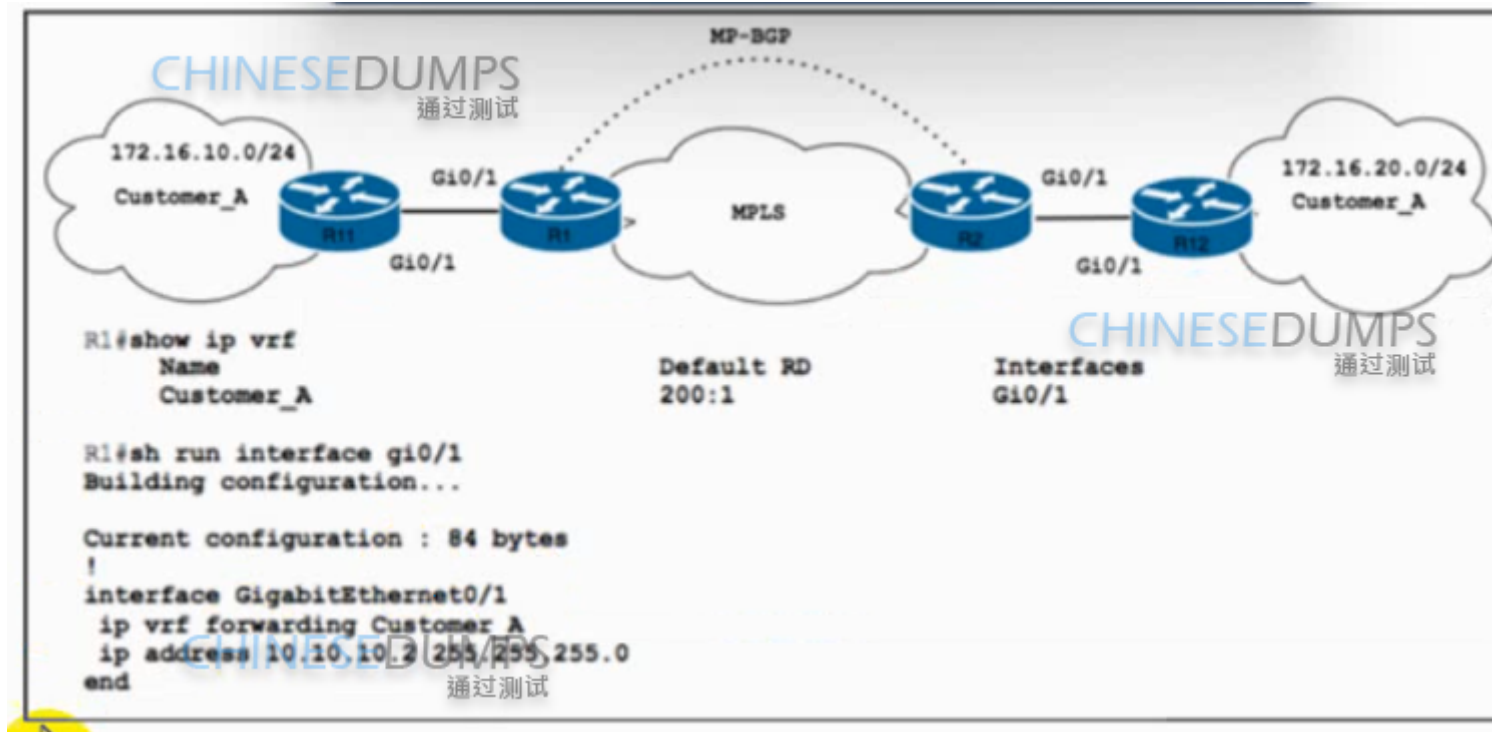 MP-BGP
CHINESEDUMPS
通过测试
172.16.10.0/24
Customer_A
Gi0/1
Gi0/1
R11
R1
MPLS
R2
Gi0/1
Gi0/1
R12
172.16.20.0/24
Customer_A
CHINESEDUMPS
通过测试
R1#show ip vrf
Name Default RD Interfaces
Customer_A 200:1 Gi0/1
R1#sh run interface gi0/1
Building configuration...
Current configuration : 84 bytes
!
interface GigabitEthernet0/1
ip vrf forwarding Customer_A
ip address 10.10.10.2 255.255.255.0
CHINESEDUMPS
通过测试
end